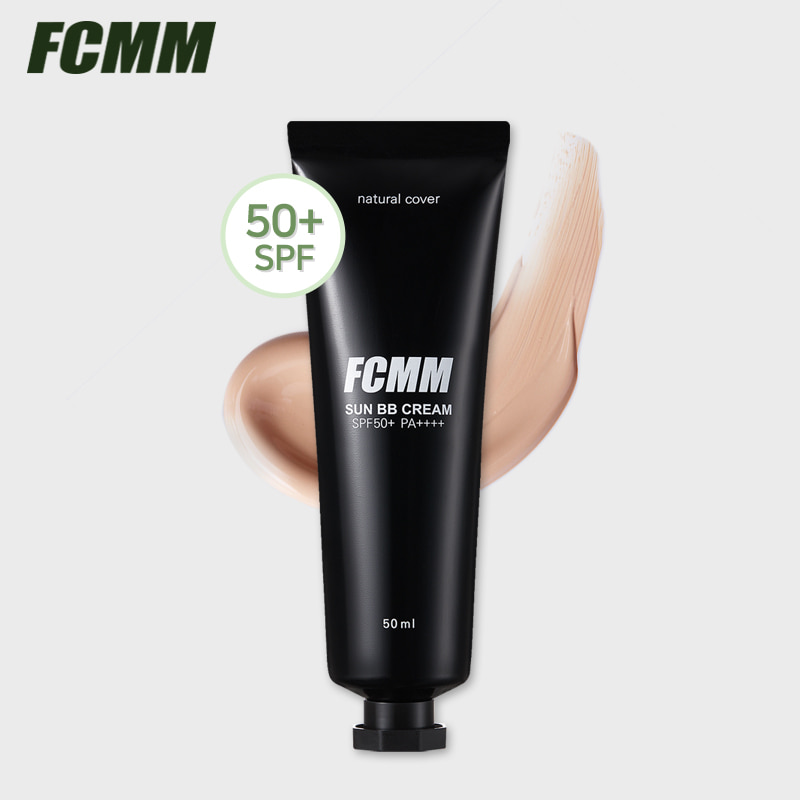 FCMM
natural cover
50+
SPF
FCMM
SUN BB CREAM
SPF50+ PA++++
50 ml